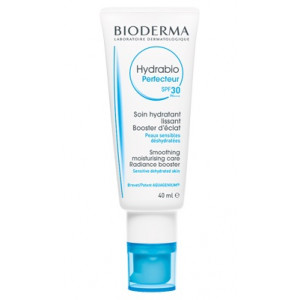 BIODERMA
LABORATOIRE DERMATOLOGIQUE
Hydrabio
Perfecteur
SPF 30
Soin hydratant
lissant
Booster d'éclat
Peaux sensibles
déshydratées
Smoothing
moisturising care
Radiance booster
Sensitive dehydrated skin
40 ml e